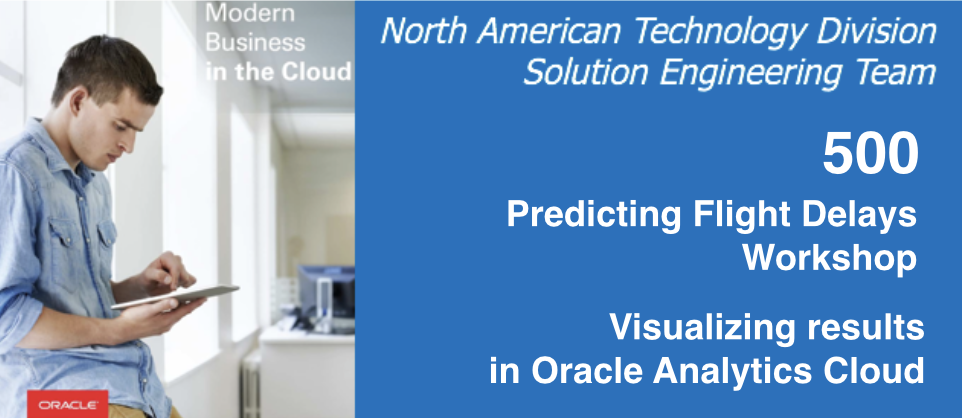 Modern
Business
in the Cloud
ORACLE
North American Technology Division
Solution Engineering Team
500
Predicting Flight Delays
Workshop
Visualizing results
in Oracle Analytics Cloud